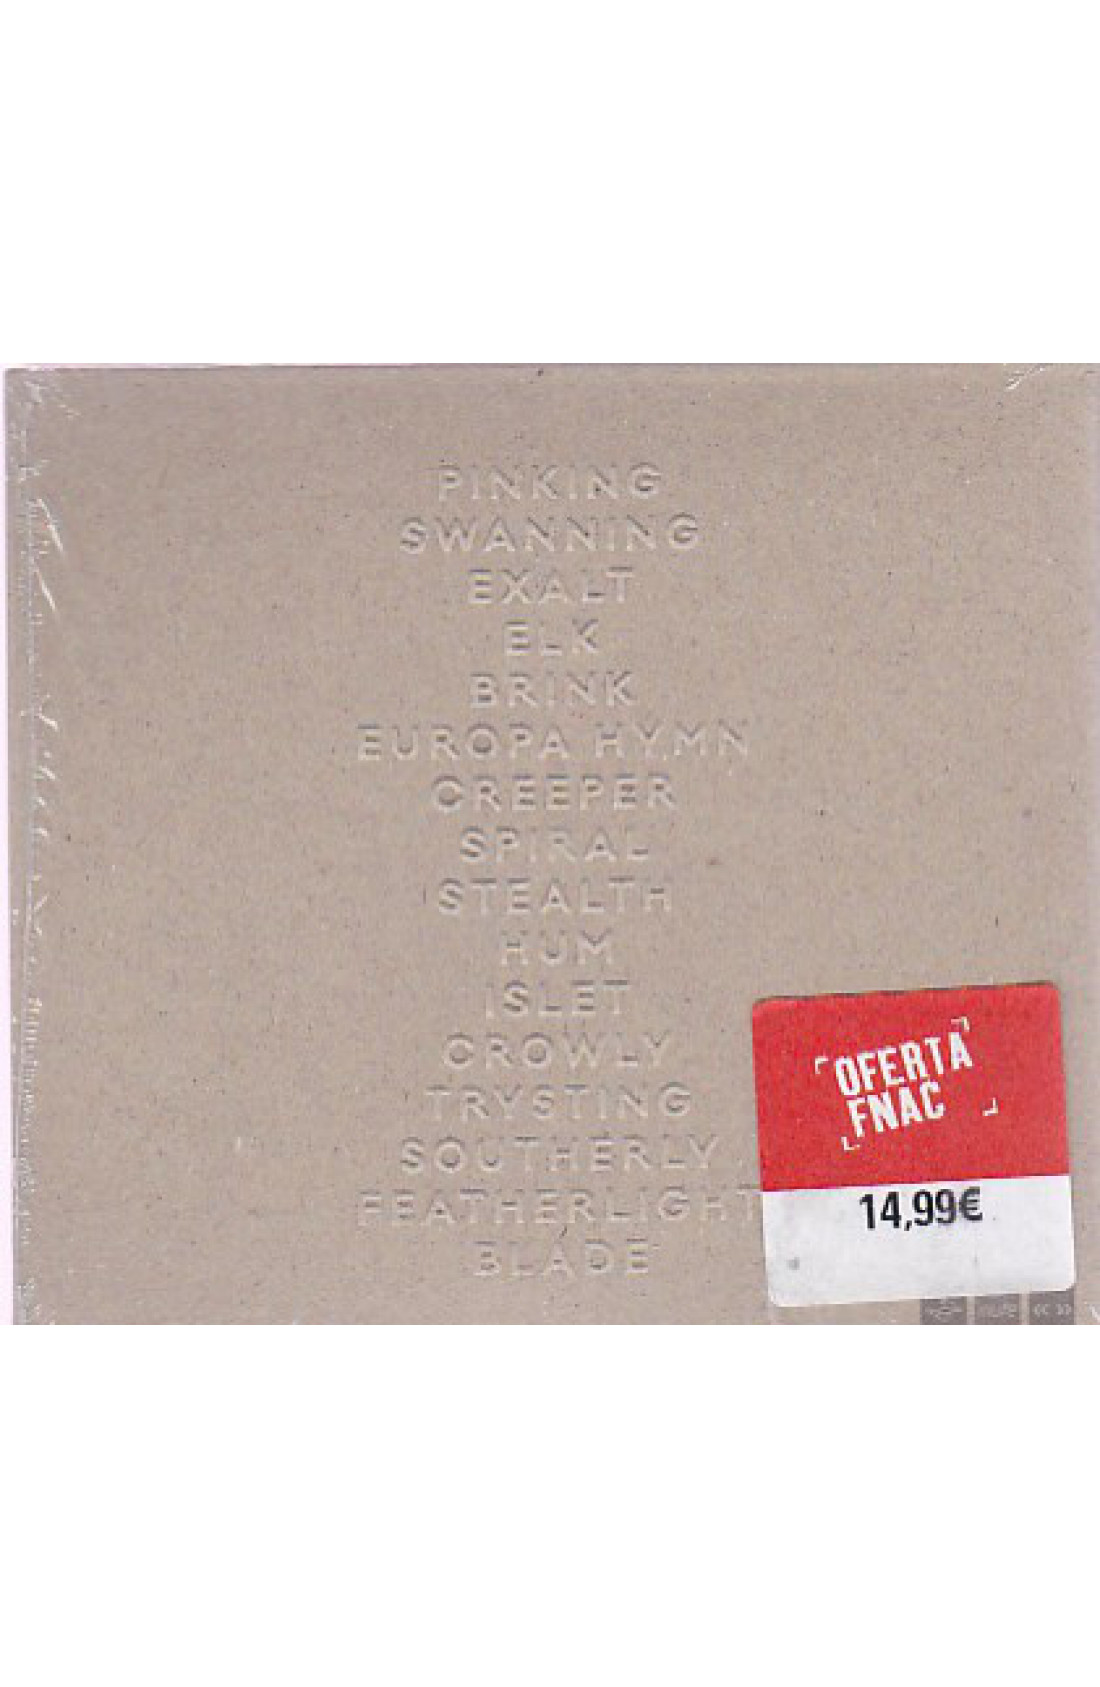 PINKING
SWANNING
EXALT
ELK
BRINK
EUROPA HYMN
CREEPER
SPIRAL
STEALTH
HUM
ISLET
CROWLY
TRYSTING
SOUTHERLY
FEATHERLIGHT
BLADE
OFERTA
FNAC
14,99€
MUTE